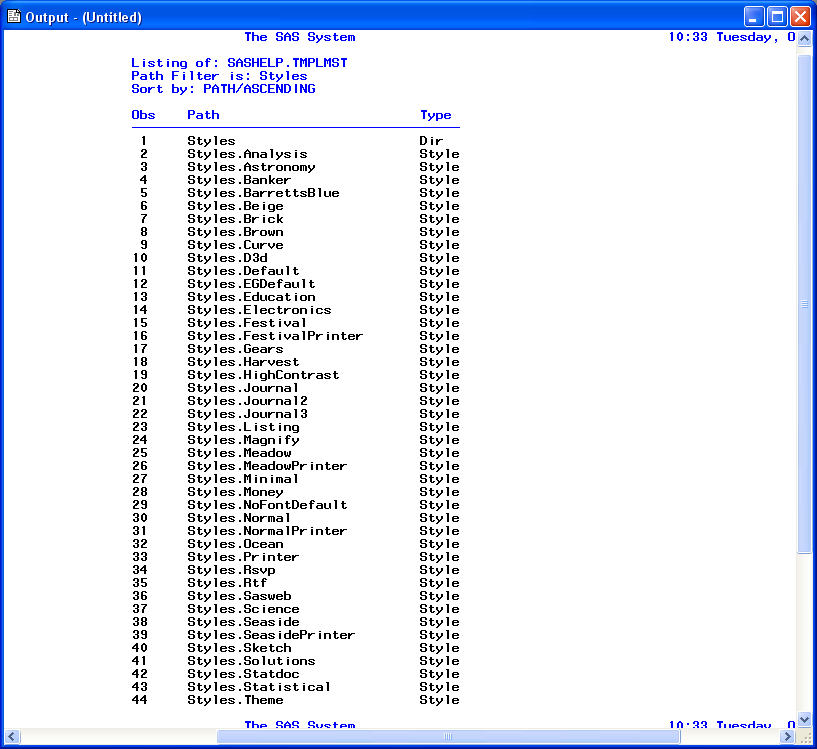 Output - (Untitled)
The SAS System 10:33 Tuesday, O
Listing of: SASHELP.TMPLMST
Path Filter is: Styles
Sort by: PATH/ASCENDING
Obs Path Type
1 Styles Dir
2 Styles.Analysis Style
3 Styles.Astronomy Style
4 Styles.Banker Style
5 Styles.BarrettsBlue Style
6 Styles.Beige Style
7 Styles.Brick Style
8 Styles.Brown Style
9 Styles.Curve Style
10 Styles.D3d Style
11 Styles.Default Style
12 Styles.EGDefault Style
13 Styles.Education Style
14 Styles.Electronics Style
15 Styles.Festival Style
16 Styles.FestivalPrinter Style
17 Styles.Gears Style
18 Styles.Harvest Style
19 Styles.HighContrast Style
20 Styles.Journal Style
21 Styles.Journal2 Style
22 Styles.Journal3 Style
23 Styles.Listing Style
24 Styles.Magnify Style
25 Styles.Meadow Style
26 Styles.MeadowPrinter Style
27 Styles.Minimal Style
28 Styles.Money Style
29 Styles.NoFontDefault Style
30 Styles.Normal Style
31 Styles.NormalPrinter Style
32 Styles.Ocean Style
33 Styles.Printer Style
34 Styles.Rsvp Style
35 Styles.Rtf Style
36 Styles.Sasweb Style
37 Styles.Science Style
38 Styles.Seaside Style
39 Styles.SeasidePrinter Style
40 Styles.Sketch Style
41 Styles.Solutions Style
42 Styles.Statdoc Style
43 Styles.Statistical Style
44 Styles.Theme Style
The SAS System 10:33 Tuesday, O